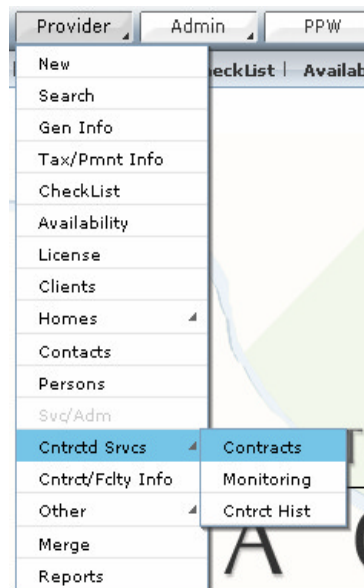 Provider Admin PPW
New eckList | Availab
Search
Gen Info
Tax/Pmnt Info
CheckList
Availability
License
Clients
Homes
Contacts
Persons
Svc/Adm
Cntrctd Srvcs Contracts
Cntrct/Fclty Info Monitoring
Other Cntrct Hist
Merge A
Reports